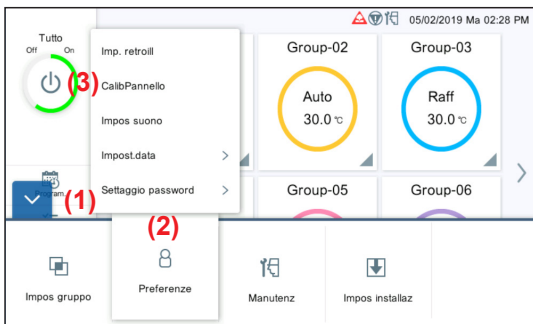 05/02/2019 Ma 02:28 PM
Tutto
Off On
(3)
Imp. retroill
CalibPannello
Impos suono
Impost.data >
Settaggio password >
Group-02
Auto
30.0 ℃
Group-03
Raff
30.0 ℃
Program.
(1)
Group-05
Group-06
(2)
Impos gruppo
Preferenze
Manutenz
Impos installaz